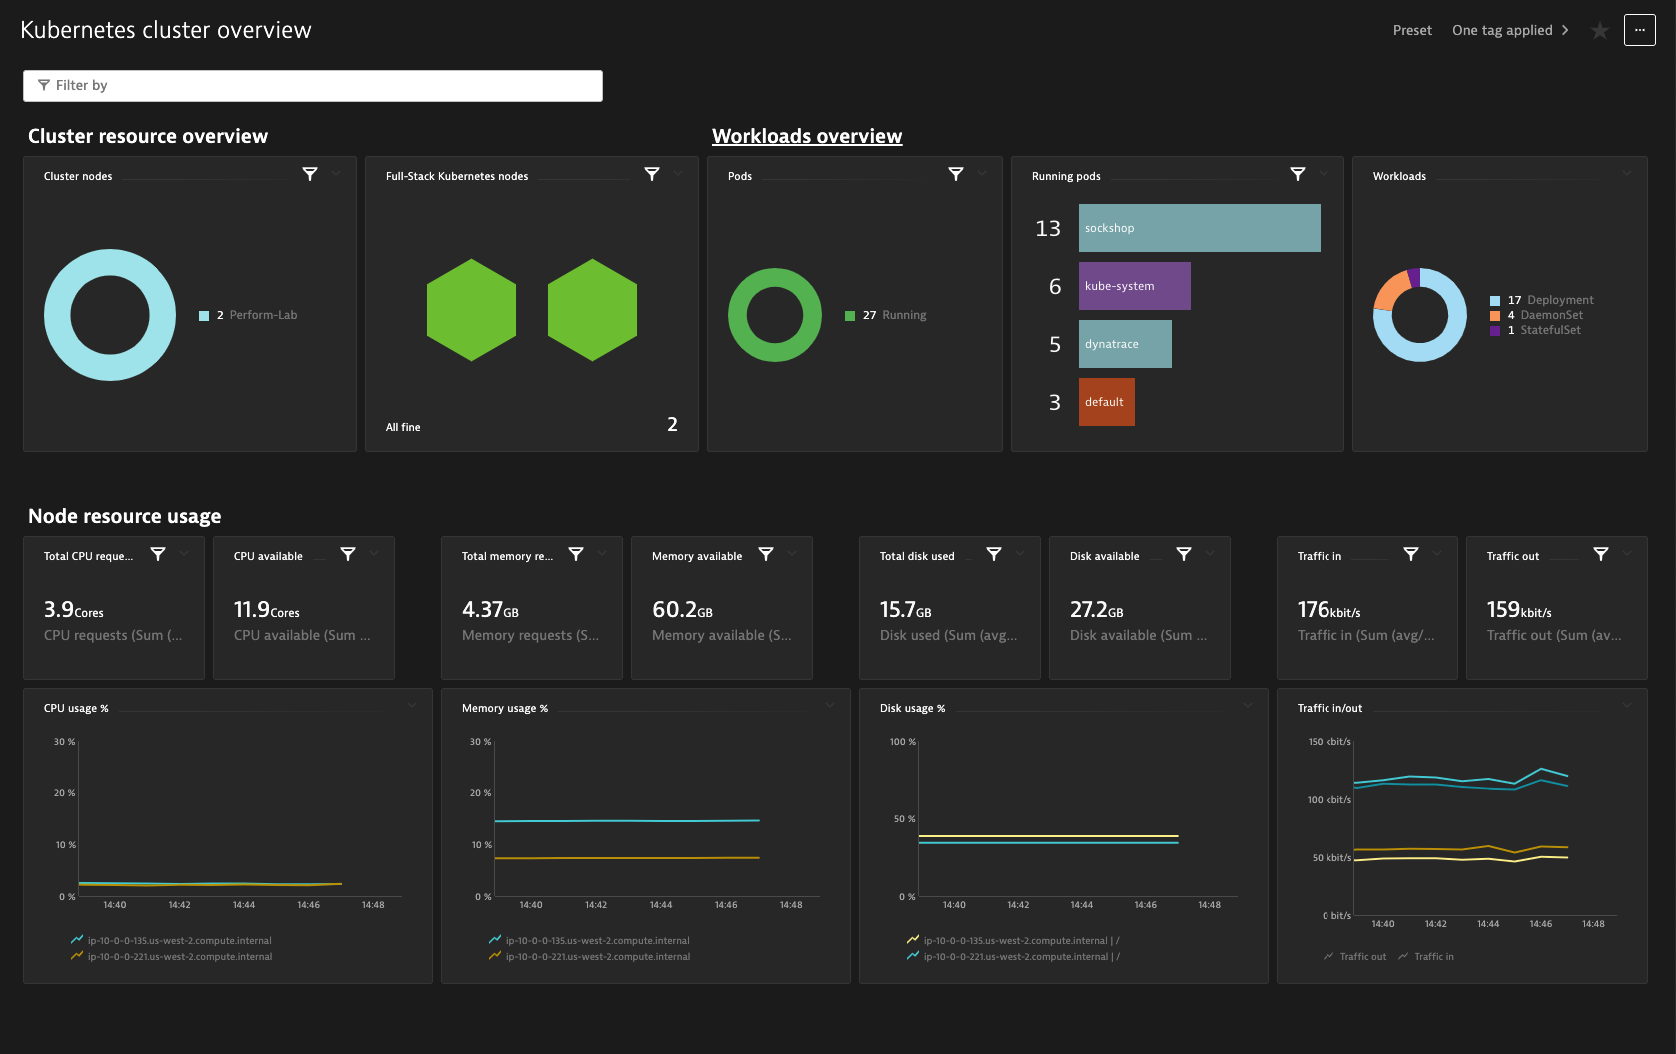 Kubernetes cluster overview
Preset One tag applied
...
Filter by
Cluster resource overview
Workloads overview
Cluster nodes
2 Perform-Lab
Full-Stack Kubernetes nodes
All fine 2
Pods
27 Running
Running pods
13 sockshop
6 kube-system
5 dynatrace
3 default
Workloads
17 Deployment
4 DaemonSet
1 StatefulSet
Node resource usage
Total CPU reque...
3.9Cores
CPU requests (Sum (...
CPU available
11.9Cores
CPU available (Sum ...
Total memory re...
4.37GB
Memory requests (S...
Memory available
60.2GB
Memory available (S...
Total disk used
15.7GB
Disk used (Sum (avg...
Disk available
27.2GB
Disk available (Sum ...
Traffic in
176kbit/s
Traffic in (Sum (avg/...
Traffic out
159kbit/s
Traffic out (Sum (av...
CPU usage %
30 %
20 %
10 %
0 %
14:40 14:42 14:44 14:46 14:48
ip-10-0-0-135.us-west-2.compute.internal
ip-10-0-0-221.us-west-2.compute.internal
Memory usage %
30 %
20 %
10 %
0 %
14:40 14:42 14:44 14:46 14:48
ip-10-0-0-135.us-west-2.compute.internal
ip-10-0-0-221.us-west-2.compute.internal
Disk usage %
100 %
50 %
0 %
14:40 14:42 14:44 14:46 14:48
ip-10-0-0-135.us-west-2.compute.internal | /
ip-10-0-0-221.us-west-2.compute.internal | /
Traffic in/out
150 kbit/s
100 kbit/s
50 kbit/s
0 bit/s
14:40 14:42 14:44 14:46 14:48
Traffic out Traffic in